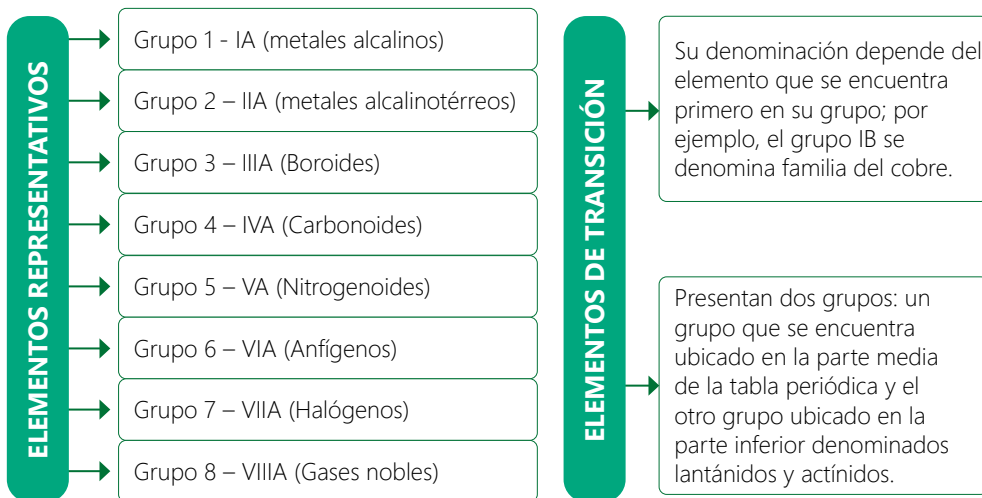 ELEMENTOS REPRESENTATIVOS
Grupo 1 - IA (metales alcalinos)
Grupo 2 – IIA (metales alcalinotérreos)
Grupo 3 – IIIA (Boroides)
Grupo 4 – IVA (Carbonoides)
Grupo 5 – VA (Nitrogenoides)
Grupo 6 – VIA (Anfígenos)
Grupo 7 – VIIA (Halógenos)
Grupo 8 – VIIIA (Gases nobles)
ELEMENTOS DE TRANSICIÓN
Su denominación depende del
elemento que se encuentra
primero en su grupo; por
ejemplo, el grupo IB se
denomina familia del cobre.
Presentan dos grupos: un
grupo que se encuentra
ubicado en la parte media
de la tabla periódica y el
otro grupo ubicado en la
parte inferior denominados
lantánidos y actínidos.